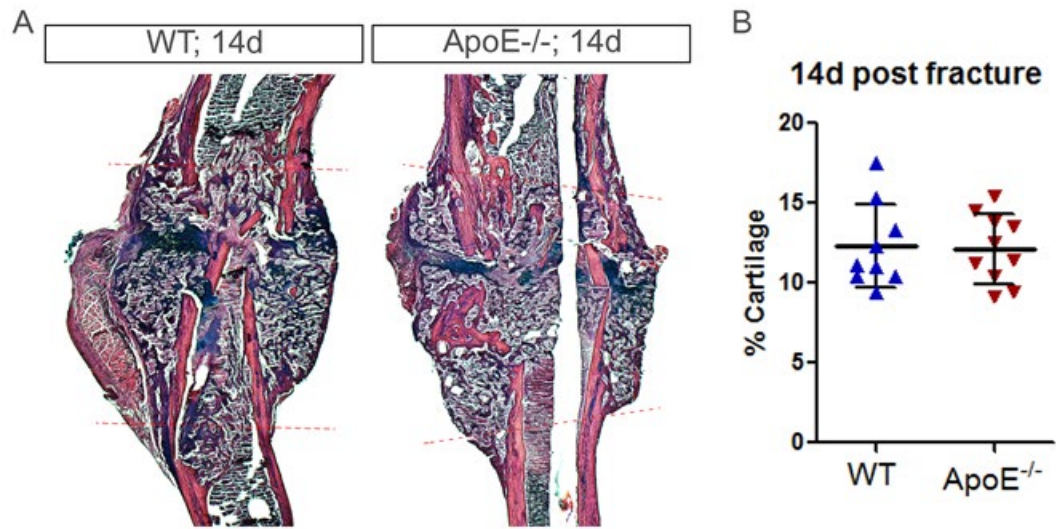 A
WT; 14d
ApoE-/-; 14d
B
14d post fracture
% Cartilage
20
15
10
5
0
WT
ApoE-/-